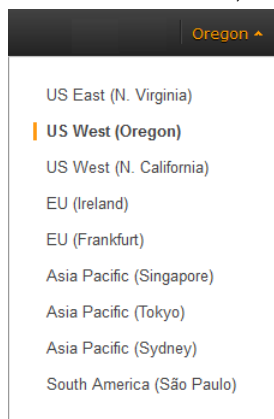 Oregon
US East (N. Virginia)
US West (Oregon)
US West (N. California)
EU (Ireland)
EU (Frankfurt)
Asia Pacific (Singapore)
Asia Pacific (Tokyo)
Asia Pacific (Sydney)
South America (São Paulo)